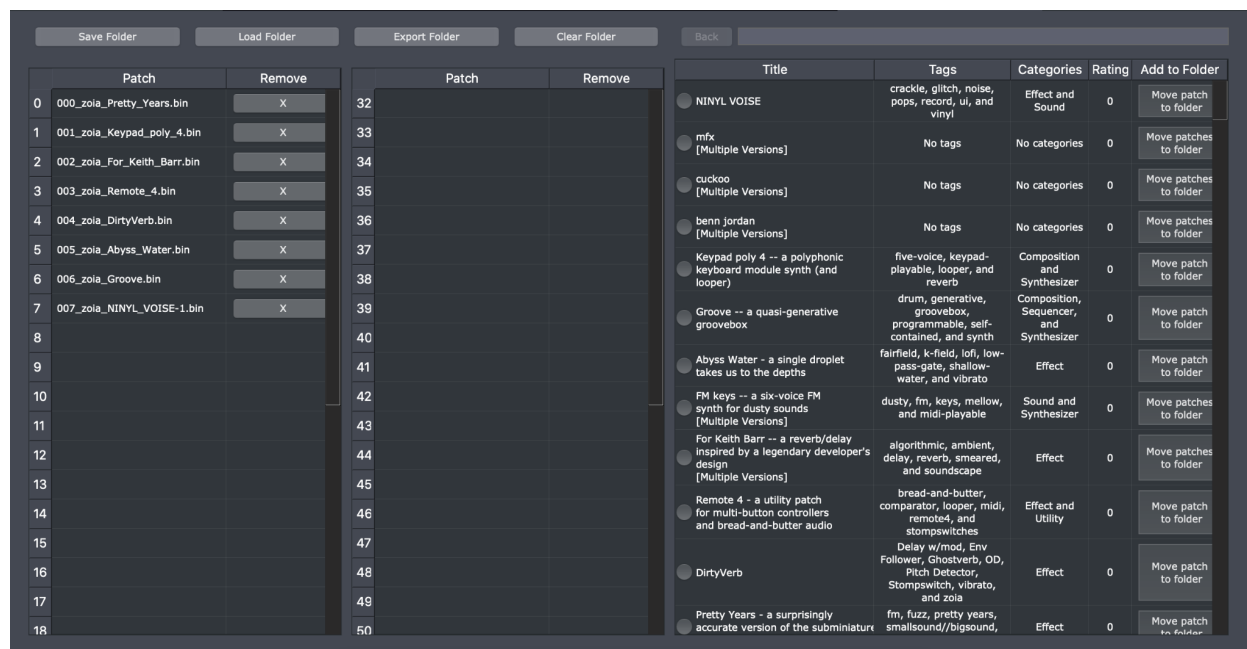 Save Folder
Load Folder
Export Folder
Clear Folder
Back
Patch
Remove
0
000_zoia_Pretty_Years.bin
X
1
001_zoia_Keypad_poly_4.bin
X
2
002_zoia_For_Keith_Barr.bin
X
3
003_zoia_Remote_4.bin
X
4
004_zoia_DirtyVerb.bin
X
5
005_zoia_Abyss_Water.bin
X
6
006_zoia_Groove.bin
X
7
007_zoia_NINYL_VOISE-1.bin
X
8
9
10
11
12
13
14
15
16
17
18
Patch
Remove
32
33
34
35
36
37
38
39
40
41
42
43
44
45
46
47
48
49
50
Title
Tags
Categories
Rating
Add to Folder
NINYL VOISE
crackle, glitch, noise,
pops, record, ui, and
vinyl
Effect and
Sound
0
Move patch
to folder
mfx
[Multiple Versions]
No tags
No categories
0
Move patches
to folder
cuckoo
[Multiple Versions]
No tags
No categories
0
Move patches
to folder
benn jordan
[Multiple Versions]
No tags
No categories
0
Move patches
to folder
Keypad poly 4 -- a polyphonic
keyboard module synth (and
looper)
five-voice, keypad-
playable, looper, and
reverb
Composition
and
Synthesizer
0
Move patch
to folder
Groove -- a quasi-generative
groovebox
drum, generative,
groovebox,
programmable, self-
contained, and synth
Composition,
Sequencer,
and
Synthesizer
0
Move patch
to folder
Abyss Water - a single droplet
takes us to the depths
fairfield, k-field, lofi, low-
pass-gate, shallow-
water, and vibrato
Effect
0
Move patch
to folder
FM keys -- a six-voice FM
synth for dusty sounds
[Multiple Versions]
dusty, fm, keys, mellow,
and midi-playable
Sound and
Synthesizer
0
Move patches
to folder
For Keith Barr -- a reverb/delay
inspired by a legendary developer's
design
[Multiple Versions]
algorithmic, ambient,
delay, reverb, smeared,
and soundscape
Effect
0
Move patches
to folder
Remote 4 - a utility patch
for multi-button controllers
and bread-and-butter audio
bread-and-butter,
comparator, looper, midi,
remote4, and
stompswitches
Effect and
Utility
0
Move patch
to folder
DirtyVerb
Delay w/mod, Env
Follower, Ghostverb, OD,
Pitch Detector,
Stompswitch, vibrato,
and zoia
Effect
0
Move patch
to folder
Pretty Years - a surprisingly
accurate version of the subminiature
fm, fuzz, pretty years,
smallsound//bigsound,
Effect
0
Move patch
to folder